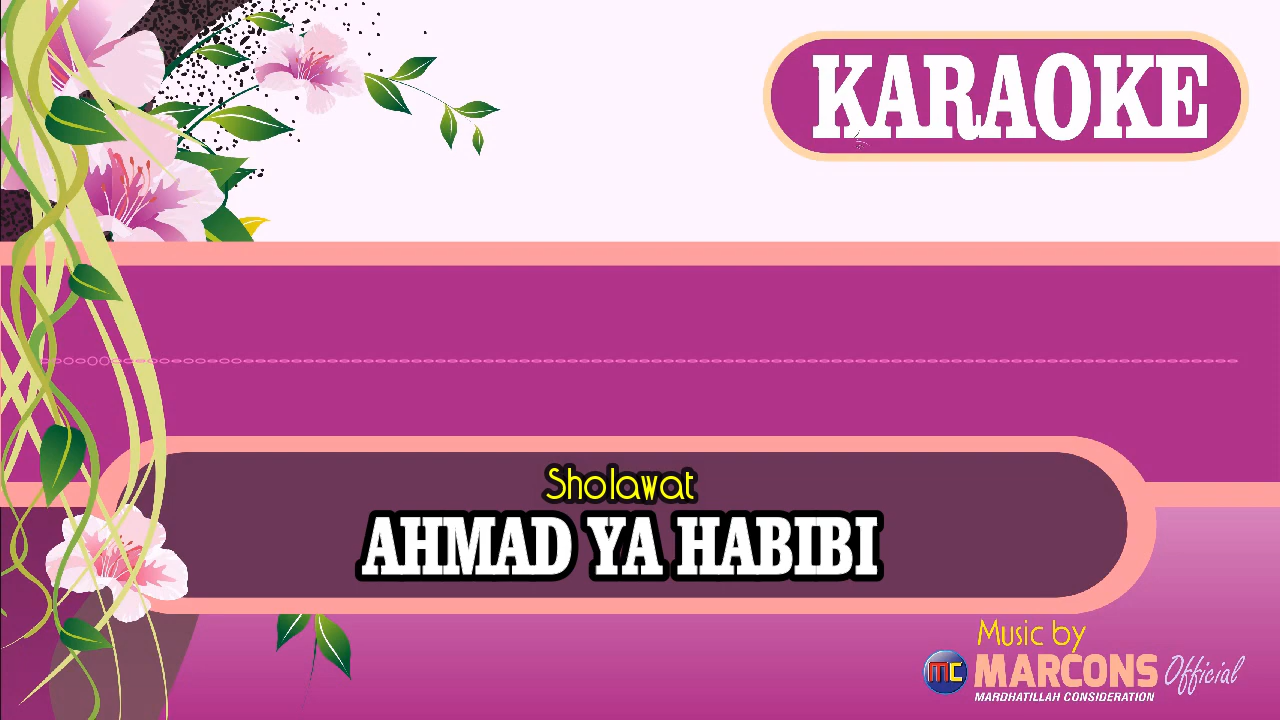 KARAOKE
Sholawat
AHMAD YA HABIBI
Music by
MC MARCONS Official
MARDHATILLAH CONSIDERATION